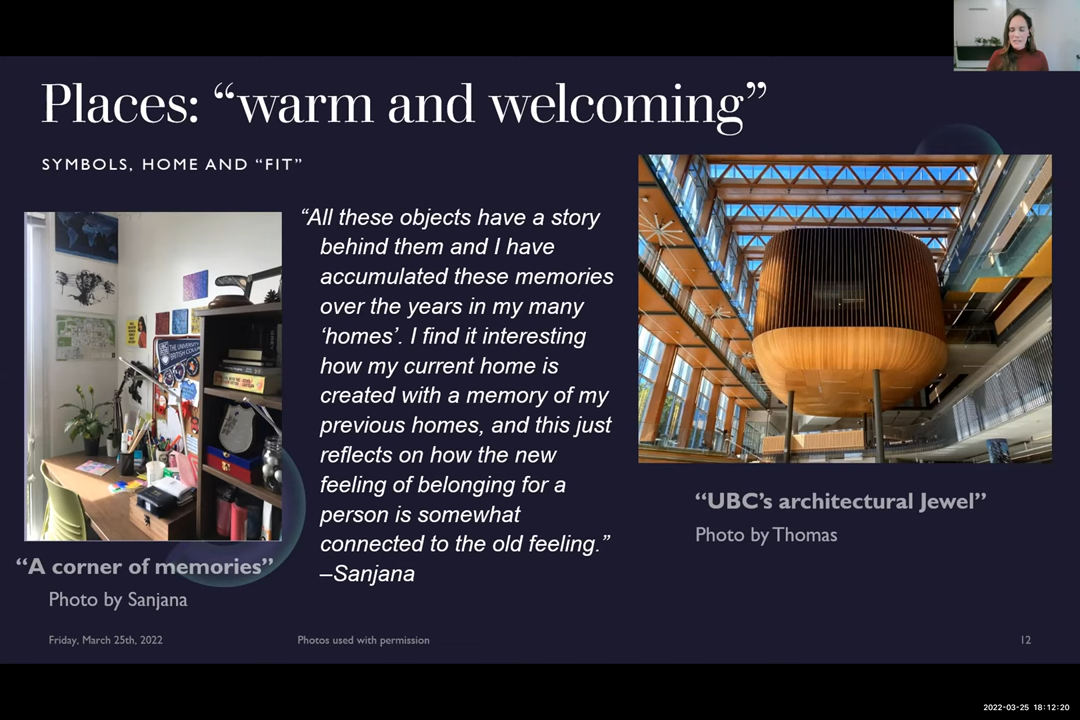 Places: “warm and welcoming”
SYMBOLS, HOME AND “FIT”
“All these objects have a story
behind them and I have
accumulated these memories
over the years in my many
‘homes’. I find it interesting
how my current home is
created with a memory of my
previous homes, and this just
reflects on how the new
feeling of belonging for a
person is somewhat
connected to the old feeling.”
–Sanjana
THE UNIVERSITY
UBC
“A corner of memories”
Photo by Sanjana
“UBC’s architectural Jewel”
Photo by Thomas
Friday, March 25th, 2022
Photos used with permission
12
2022-03-25 18:12:20